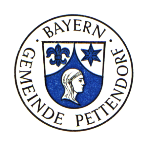 · BAYERN ·
GEMEINDE PETTENDORF